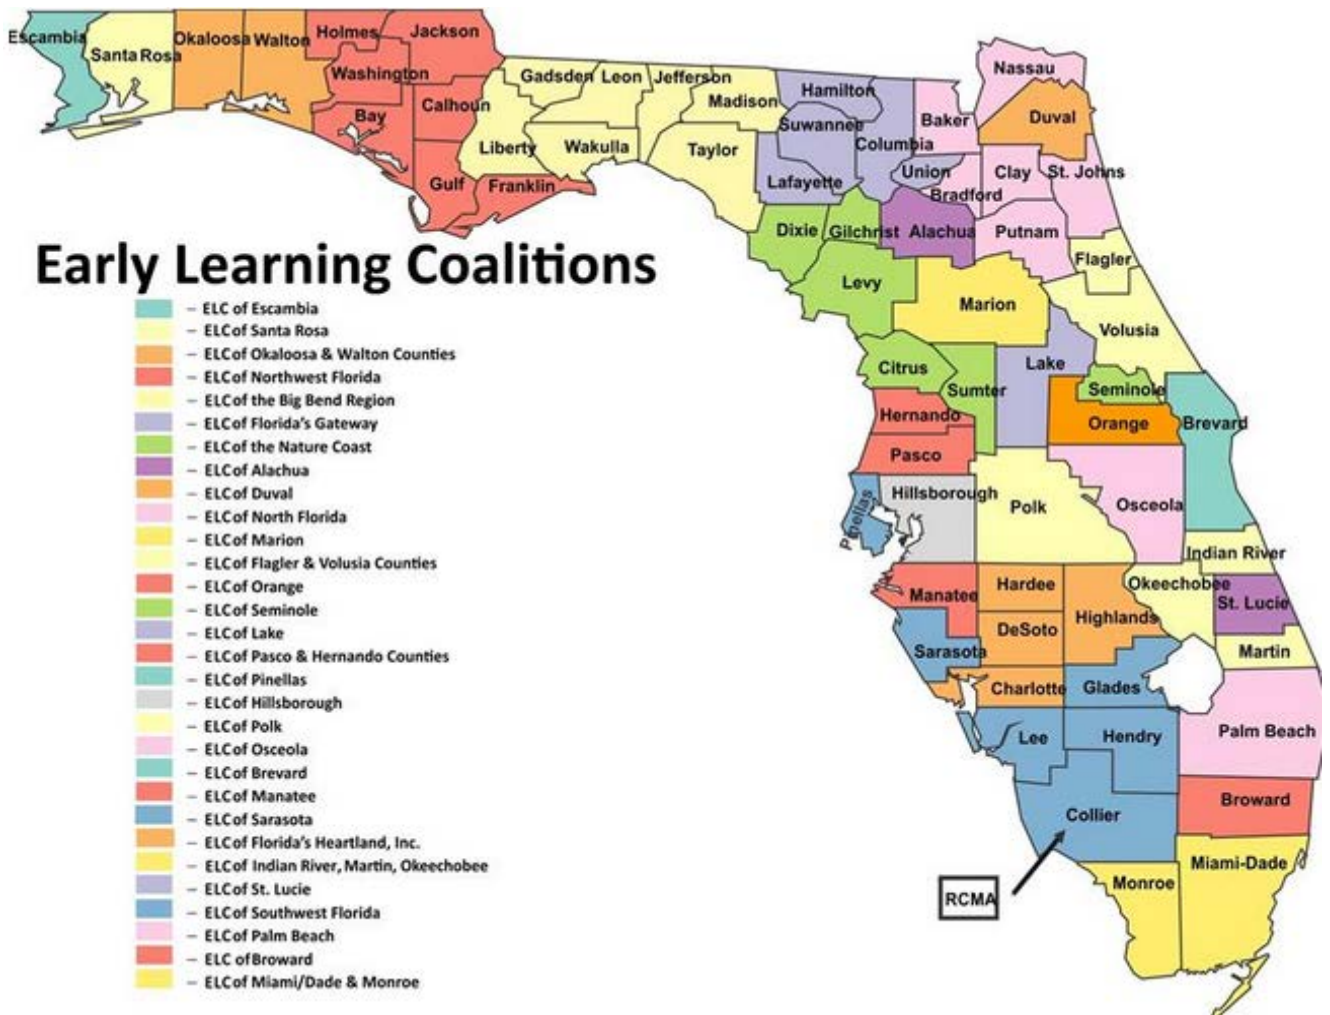 Escambia
Santa Rosa
Okaloosa
Walton
Holmes
Jackson
Washington
Bay
Calhoun
Gulf
Franklin
Gadsden
Leon
Jefferson
Madison
Liberty
Wakulla
Taylor
Hamilton
Suwannee
Columbia
Lafayette
Baker
Nassau
Duval
Union
Bradford
Clay
St. Johns
Dixie
Gilchrist
Alachua
Putnam
Flagler
Levy
Marion
Volusia
Citrus
Sumter
Lake
Seminole
Hernando
Orange
Brevard
Pasco
Hillsborough
Pinellas
Polk
Osceola
Indian River
Manatee
Hardee
Okeechobee
St. Lucie
DeSoto
Highlands
Sarasota
Martin
Charlotte
Glades
Lee
Hendry
Palm Beach
Collier
Broward
RCMA
Monroe
Miami-Dade
Early Learning Coalitions
– ELC of Escambia
– ELC of Santa Rosa
– ELC of Okaloosa & Walton Counties
– ELC of Northwest Florida
– ELC of the Big Bend Region
– ELC of Florida's Gateway
– ELC of the Nature Coast
– ELC of Alachua
– ELC of Duval
– ELC of North Florida
– ELC of Marion
– ELC of Flagler & Volusia Counties
– ELC of Orange
– ELC of Seminole
– ELC of Lake
– ELC of Pasco & Hernando Counties
– ELC of Pinellas
– ELC of Hillsborough
– ELC of Polk
– ELC of Osceola
– ELC of Brevard
– ELC of Manatee
– ELC of Sarasota
– ELC of Florida's Heartland, Inc.
– ELC of Indian River, Martin, Okeechobee
– ELC of St. Lucie
– ELC of Southwest Florida
– ELC of Palm Beach
– ELC of Broward
– ELC of Miami/Dade & Monroe